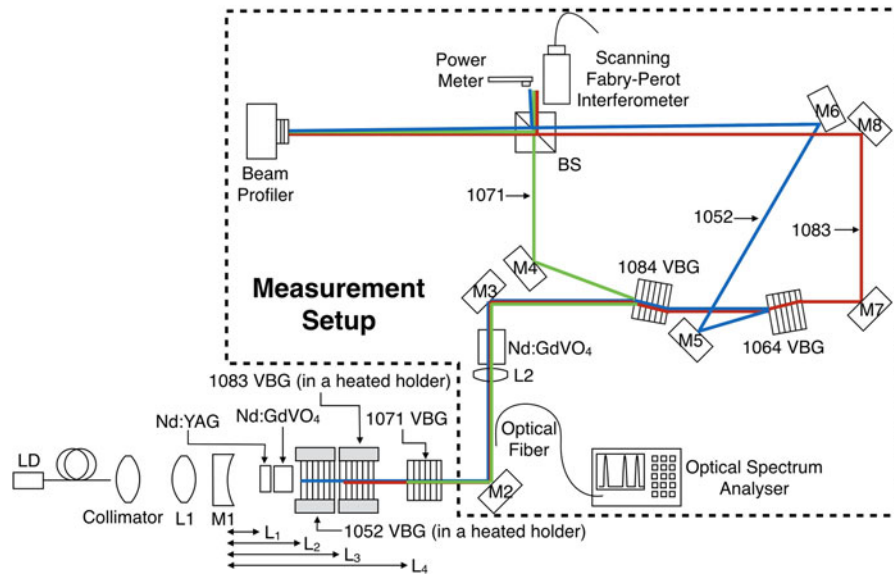 Power
Meter
Scanning
Fabry-Perot
Interferometer
M6
M8
Beam
Profiler
BS
1071
1052
1083
M4
1084 VBG
M3
Measurement
Setup
M5
M7
1064 VBG
Nd:GdVO₄
L2
1083 VBG (in a heated holder)
Nd:YAG
Nd:GdVO₄
1071 VBG
Optical
Fiber
Optical Spectrum
Analyser
LD
M2
Collimator
L1
M1
1052 VBG (in a heated holder)
L₁
L₂
L₃
L₄